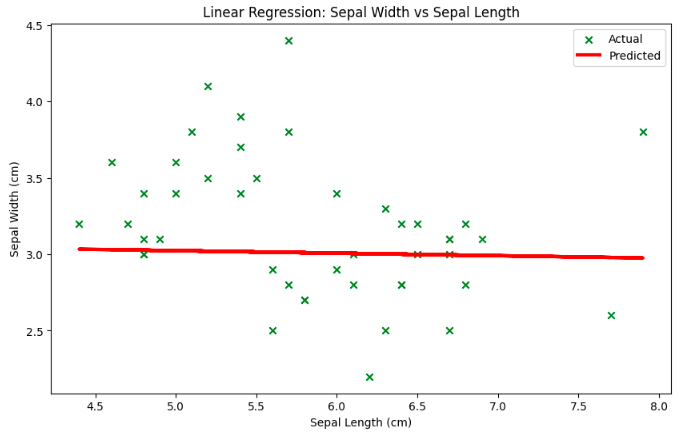 Linear Regression: Sepal Width vs Sepal Length
Actual
Predicted
4.5
4.0
3.5
3.0
2.5
Sepal Width (cm)
4.5
5.0
5.5
6.0
6.5
7.0
7.5
8.0
Sepal Length (cm)